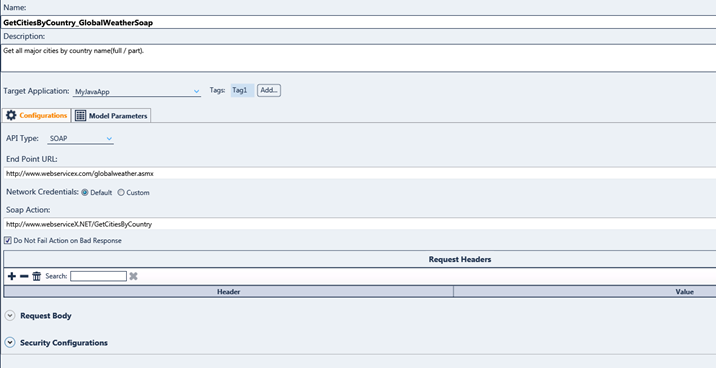 Name:
GetCitiesByCountry_GlobalWeatherSoap
Description:
Get all major cities by country name(full / part).
Target Application: MyJavaApp Tags: Tag1 Add...
Configurations Model Parameters
API Type: SOAP
End Point URL:
http://www.webservicex.com/globalweather.asmx
Network Credentials: Default Custom
Soap Action:
http://www.webserviceX.NET/GetCitiesByCountry
Do Not Fail Action on Bad Response
Request Headers
Search:
Header Value
Request Body
Security Configurations